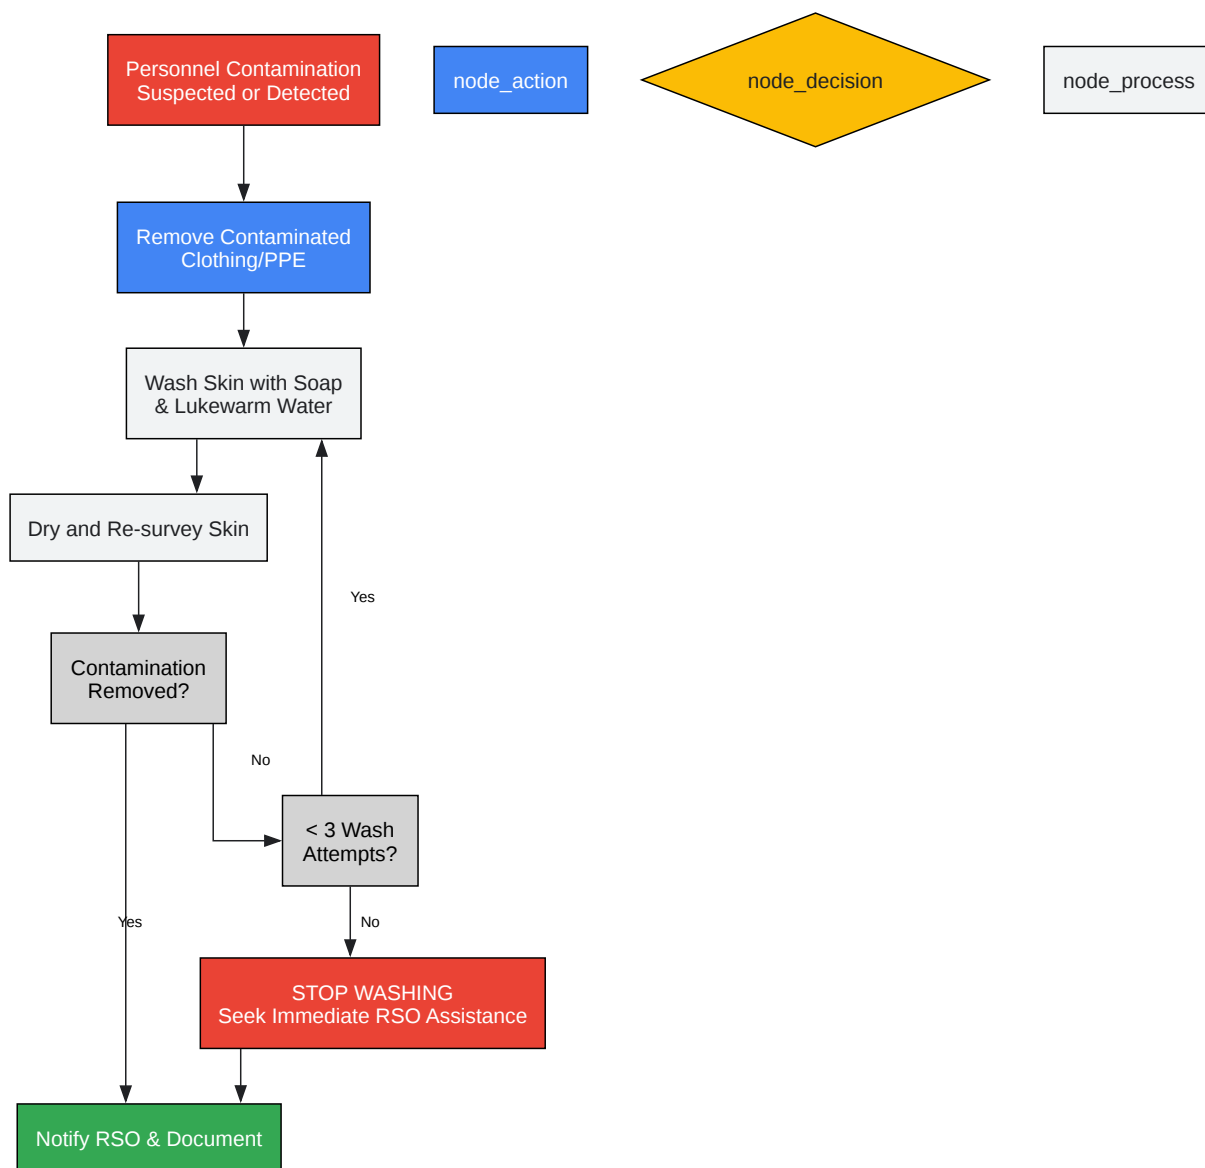 Personnel Contamination
Suspected or Detected
node_action
node_decision
node_process
Remove Contaminated
Clothing/PPE
Wash Skin with Soap
& Lukewarm Water
Dry and Re-survey Skin
Yes
Contamination
Removed?
No
< 3 Wash
Attempts?
Yes
No
STOP WASHING
Seek Immediate RSO Assistance
Notify RSO & Document